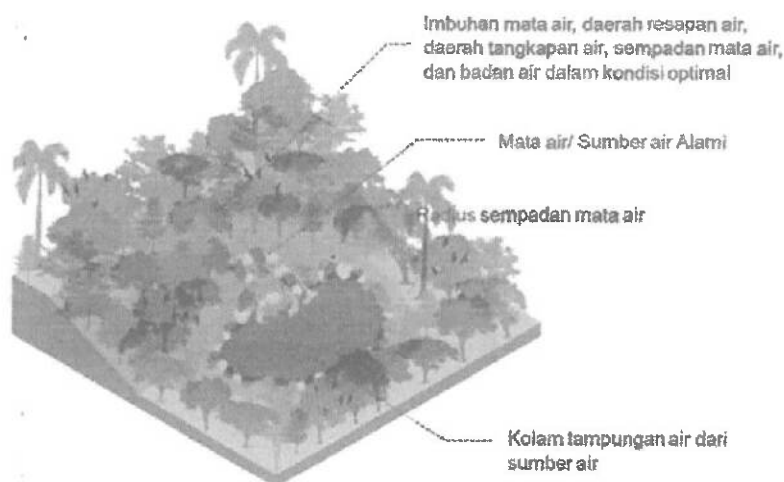 Imbuhan mata air, daerah resapan air,
daerah tangkapan air, sempadan mata air,
dan badan air dalam kondisi optimal
Mata air/ Sumber air Alami
Radius sempadan mata air
Kolam tampungan air dari
sumber air